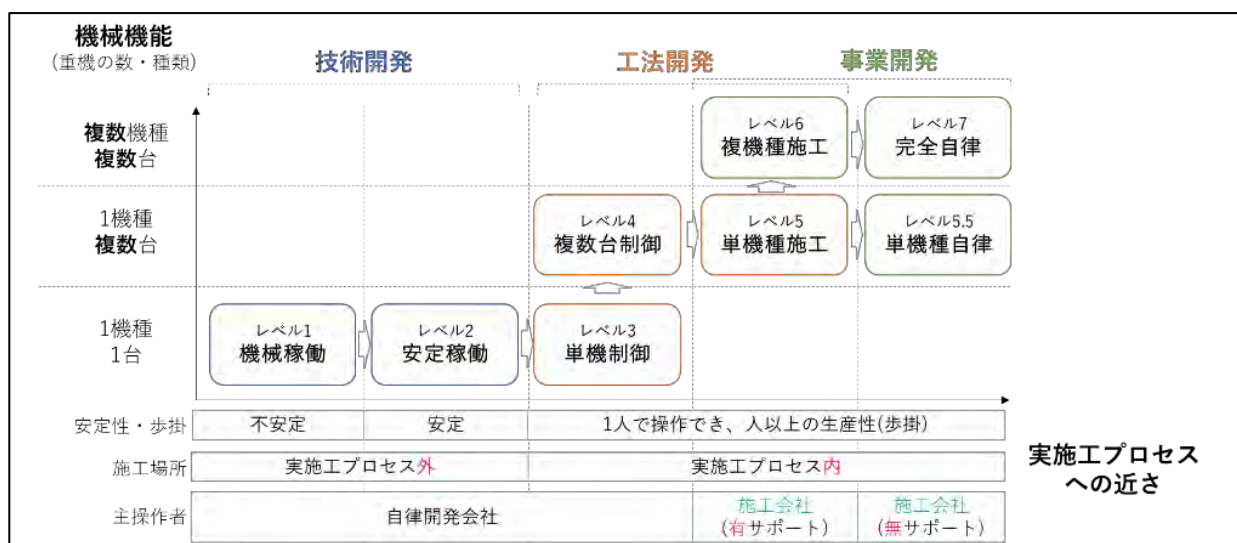 機械機能
(重機の数・種類)
技術開発
工法開発
事業開発
複数機種
複数台
レベル6
複機種施工
レベル7
完全自律
1機種
複数台
レベル4
複数台制御
レベル5
単機種施工
レベル5.5
単機種自律
1機種
1台
レベル1
機械稼働
レベル2
安定稼働
レベル3
単機制御
安定性・歩掛
不安定
安定
1人で操作でき、人以上の生産性(歩掛)
施工場所
実施工プロセス外
実施工プロセス内
実施工プロセス
への近さ
主操作者
自律開発会社
施工会社
(有サポート)
施工会社
(無サポート)